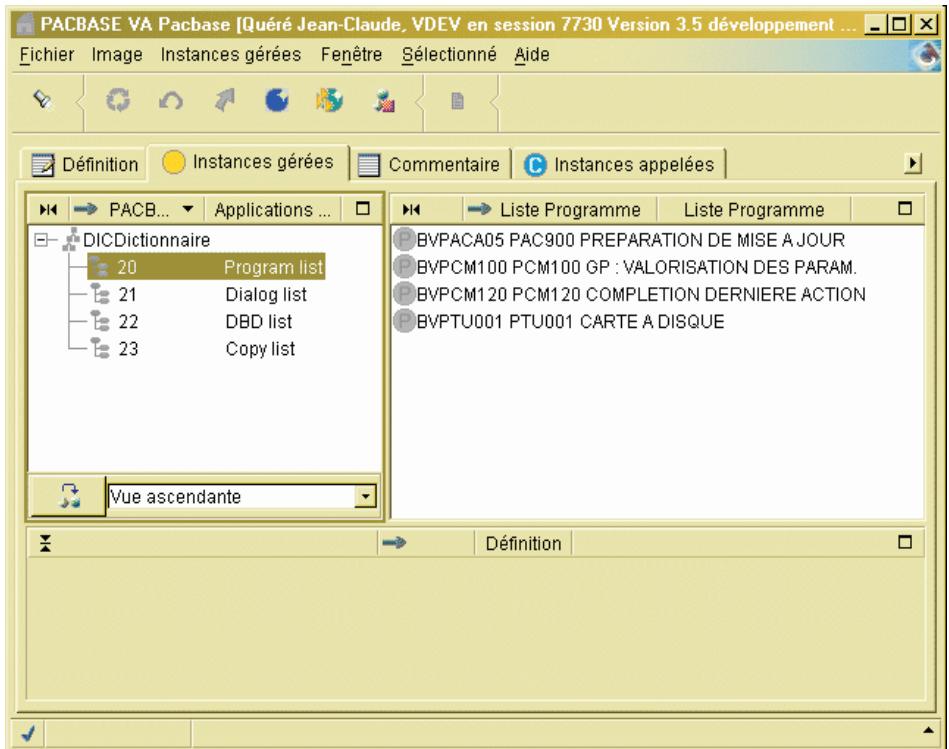 PACBASE VA Pacbase [Quéré Jean-Claude, VDEV en session 7730 Version 3.5 développement ...
Fichier Image Instances gérées Fenêtre Sélectionné Aide
Définition Instances gérées Commentaire C Instances appelées
PACB... Applications ... Liste Programme Liste Programme
DICDictionnaire
20 Program list
21 Dialog list
22 DBD list
23 Copy list
Vue ascendante
P BVPACA05 PAC900 PREPARATION DE MISE A JOUR
P BVPCM100 PCM100 GP : VALORISATION DES PARAM.
P BVPCM120 PCM120 COMPLETION DERNIERE ACTION
P BVPTU001 PTU001 CARTE A DISQUE
Définition